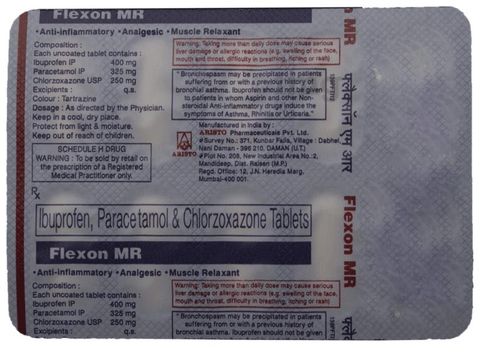 Flexon MR
•Anti-inflammatory •Analgesic •Muscle Relaxant
Composition :
Each uncoated tablet contains :
Ibuprofen IP 400 mg
Paracetamol IP 325 mg
Chlorzoxazone USP 250 mg
Excipients : q.s.
Colour : Tartrazine
Dosage : As directed by the Physician.
Keep in a cool, dry place.
Protect from light & moisture.
Keep out of reach of children.
SCHEDULE H DRUG
WARNING : To be sold by retail on
the prescription of a Registered
Medical Practitioner only.
Warning: Taking more than daily dose may cause serious
liver damage or allergic reactions (e.g. swelling of the face,
mouth and throat, difficulty in breathing, itching or rash)
"Bronchospasm may be precipitated in patients
suffering from or with a previous history of
bronchial asthma. Ibuprofen should not be given
to patients in whom Aspirin and other Non-
steroidal Anti-inflammatory drugs induce the
symptoms of Asthma, Rhinitis or Urticaria."
ARISTO
Manufactured in India by :
ARISTO Pharmaceuticals Pvt. Ltd.
Survey No.: 371, Kunbar Falia, Village : Dabhel,
Nani Daman - 396 210. DAMAN (U.T.)
Plot No. 208, New Industrial Area No.:2,
Mandideep, Dist. Raisen (M.P.)
Regd. Office: 12, J.N. Heredia Marg,
Mumbai-400 001.
Rx
Ibuprofen, Paracetamol & Chlorzoxazone Tablets
Flexon MR
•Anti-inflammatory •Analgesic •Muscle Relaxant
Composition :
Each uncoated tablet contains :
Ibuprofen IP 400 mg
Paracetamol IP 325 mg
Chlorzoxazone USP 250 mg
Excipients : q.s.
Warning: Taking more than daily dose may cause serious
liver damage or allergic reactions (e.g. swelling of the face,
mouth and throat, difficulty in breathing, itching or rash)
"Bronchospasm may be precipitated in patients
suffering from or with a previous history of
bronchial asthma. Ibuprofen should not be given
MR
फ्लेक्सॉन एम आर
Flexon MR